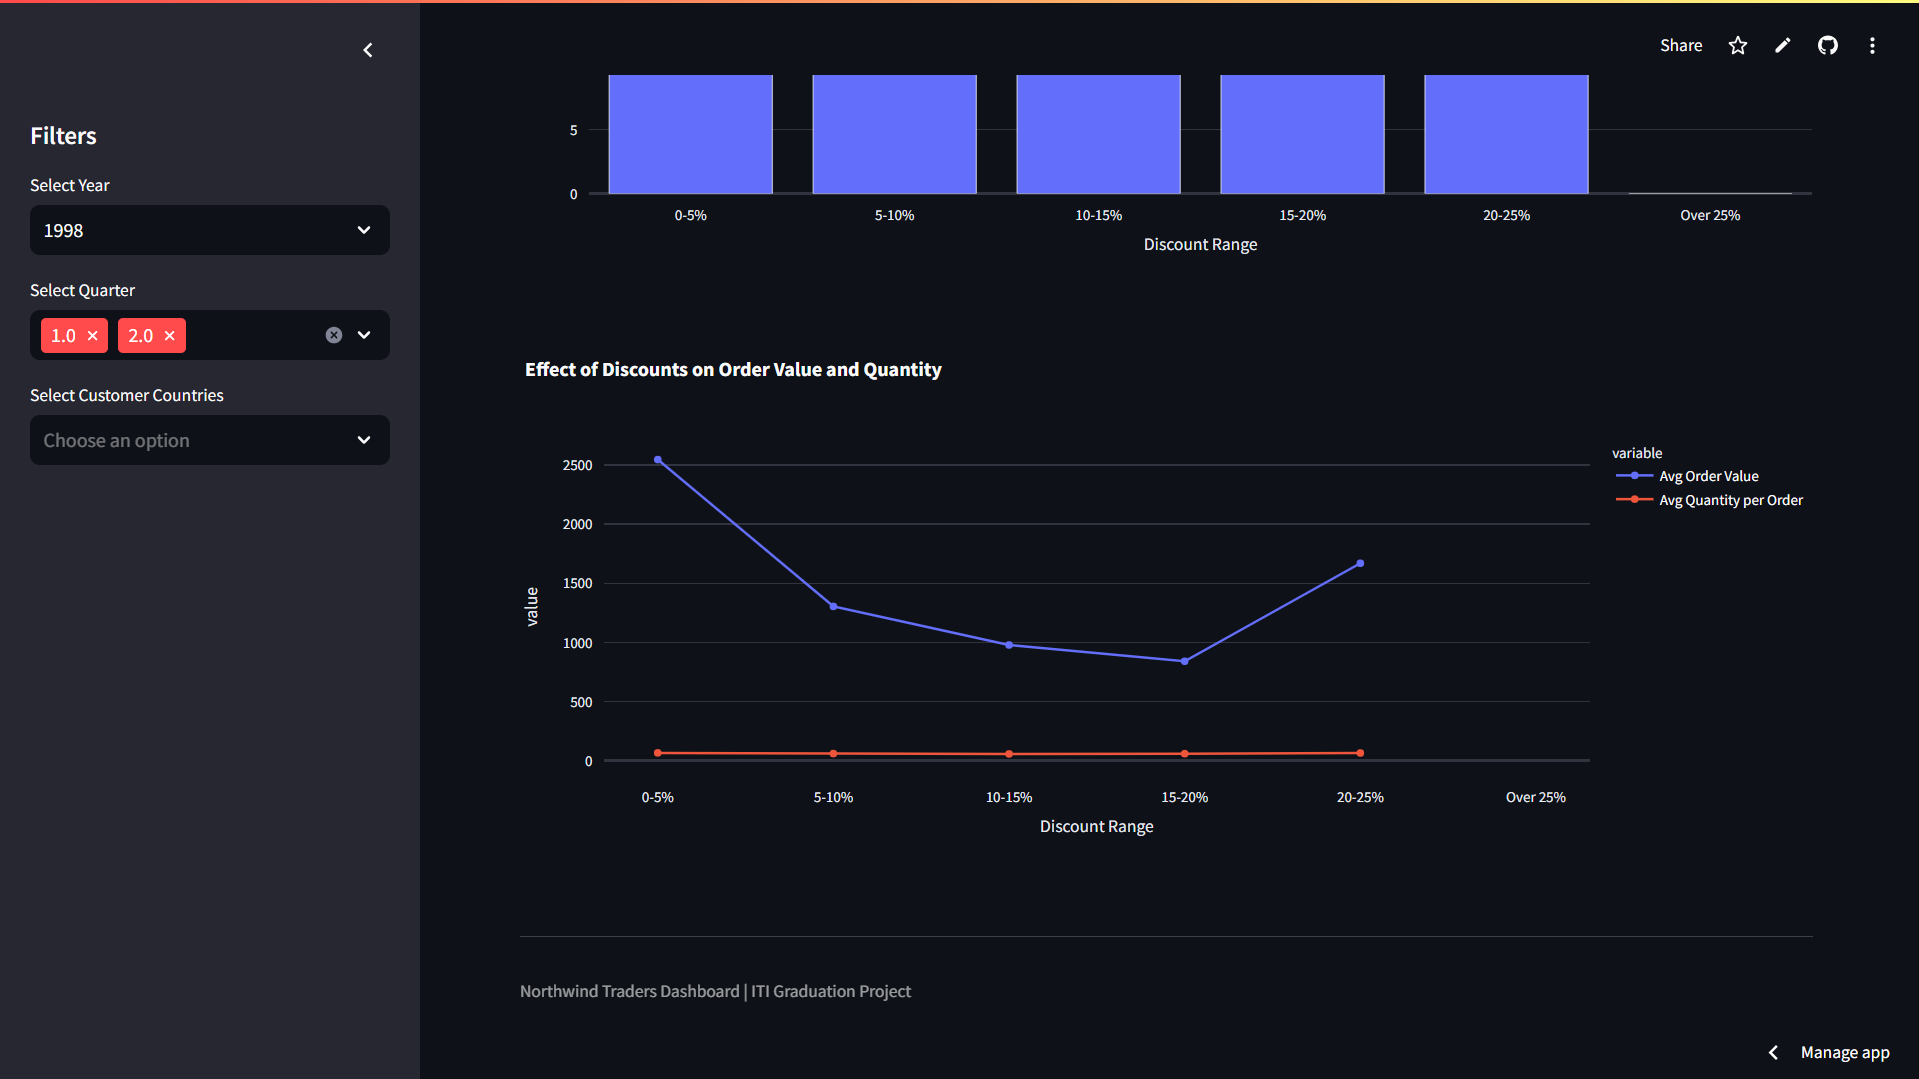 Share
Filters
Select Year
1998
Select Quarter
1.0
2.0
Select Customer Countries
Choose an option
5
0
0-5% 5-10% 10-15% 15-20% 20-25% Over 25%
Discount Range
Effect of Discounts on Order Value and Quantity
variable
Avg Order Value
Avg Quantity per Order
value
2500
2000
1500
1000
500
0
0-5% 5-10% 10-15% 15-20% 20-25% Over 25%
Discount Range
Northwind Traders Dashboard | ITI Graduation Project
Manage app